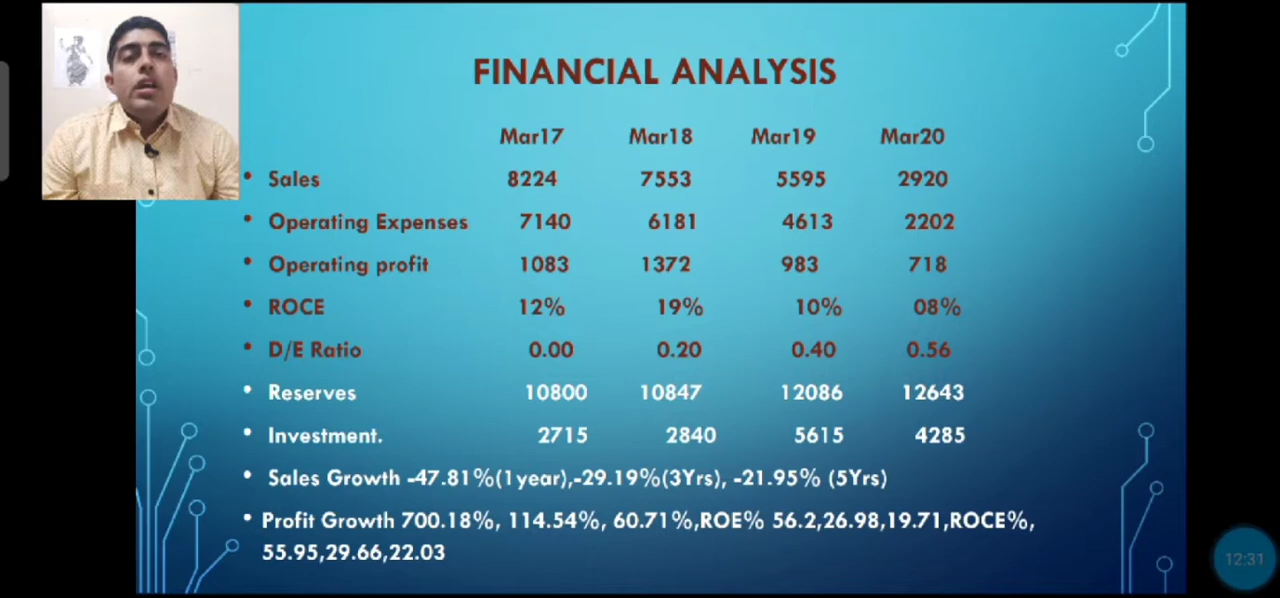 FINANCIAL ANALYSIS
Mar17 Mar18 Mar19 Mar20
• Sales 8224 7553 5595 2920
• Operating Expenses 7140 6181 4613 2202
• Operating profit 1083 1372 983 718
• ROCE 12% 19% 10% 08%
• D/E Ratio 0.00 0.20 0.40 0.56
• Reserves 10800 10847 12086 12643
• Investment. 2715 2840 5615 4285
• Sales Growth -47.81%(1year),-29.19%(3Yrs), -21.95% (5Yrs)
• Profit Growth 700.18%, 114.54%, 60.71%,ROE% 56.2,26.98,19.71,ROCE%,
55.95,29.66,22.03
12:31